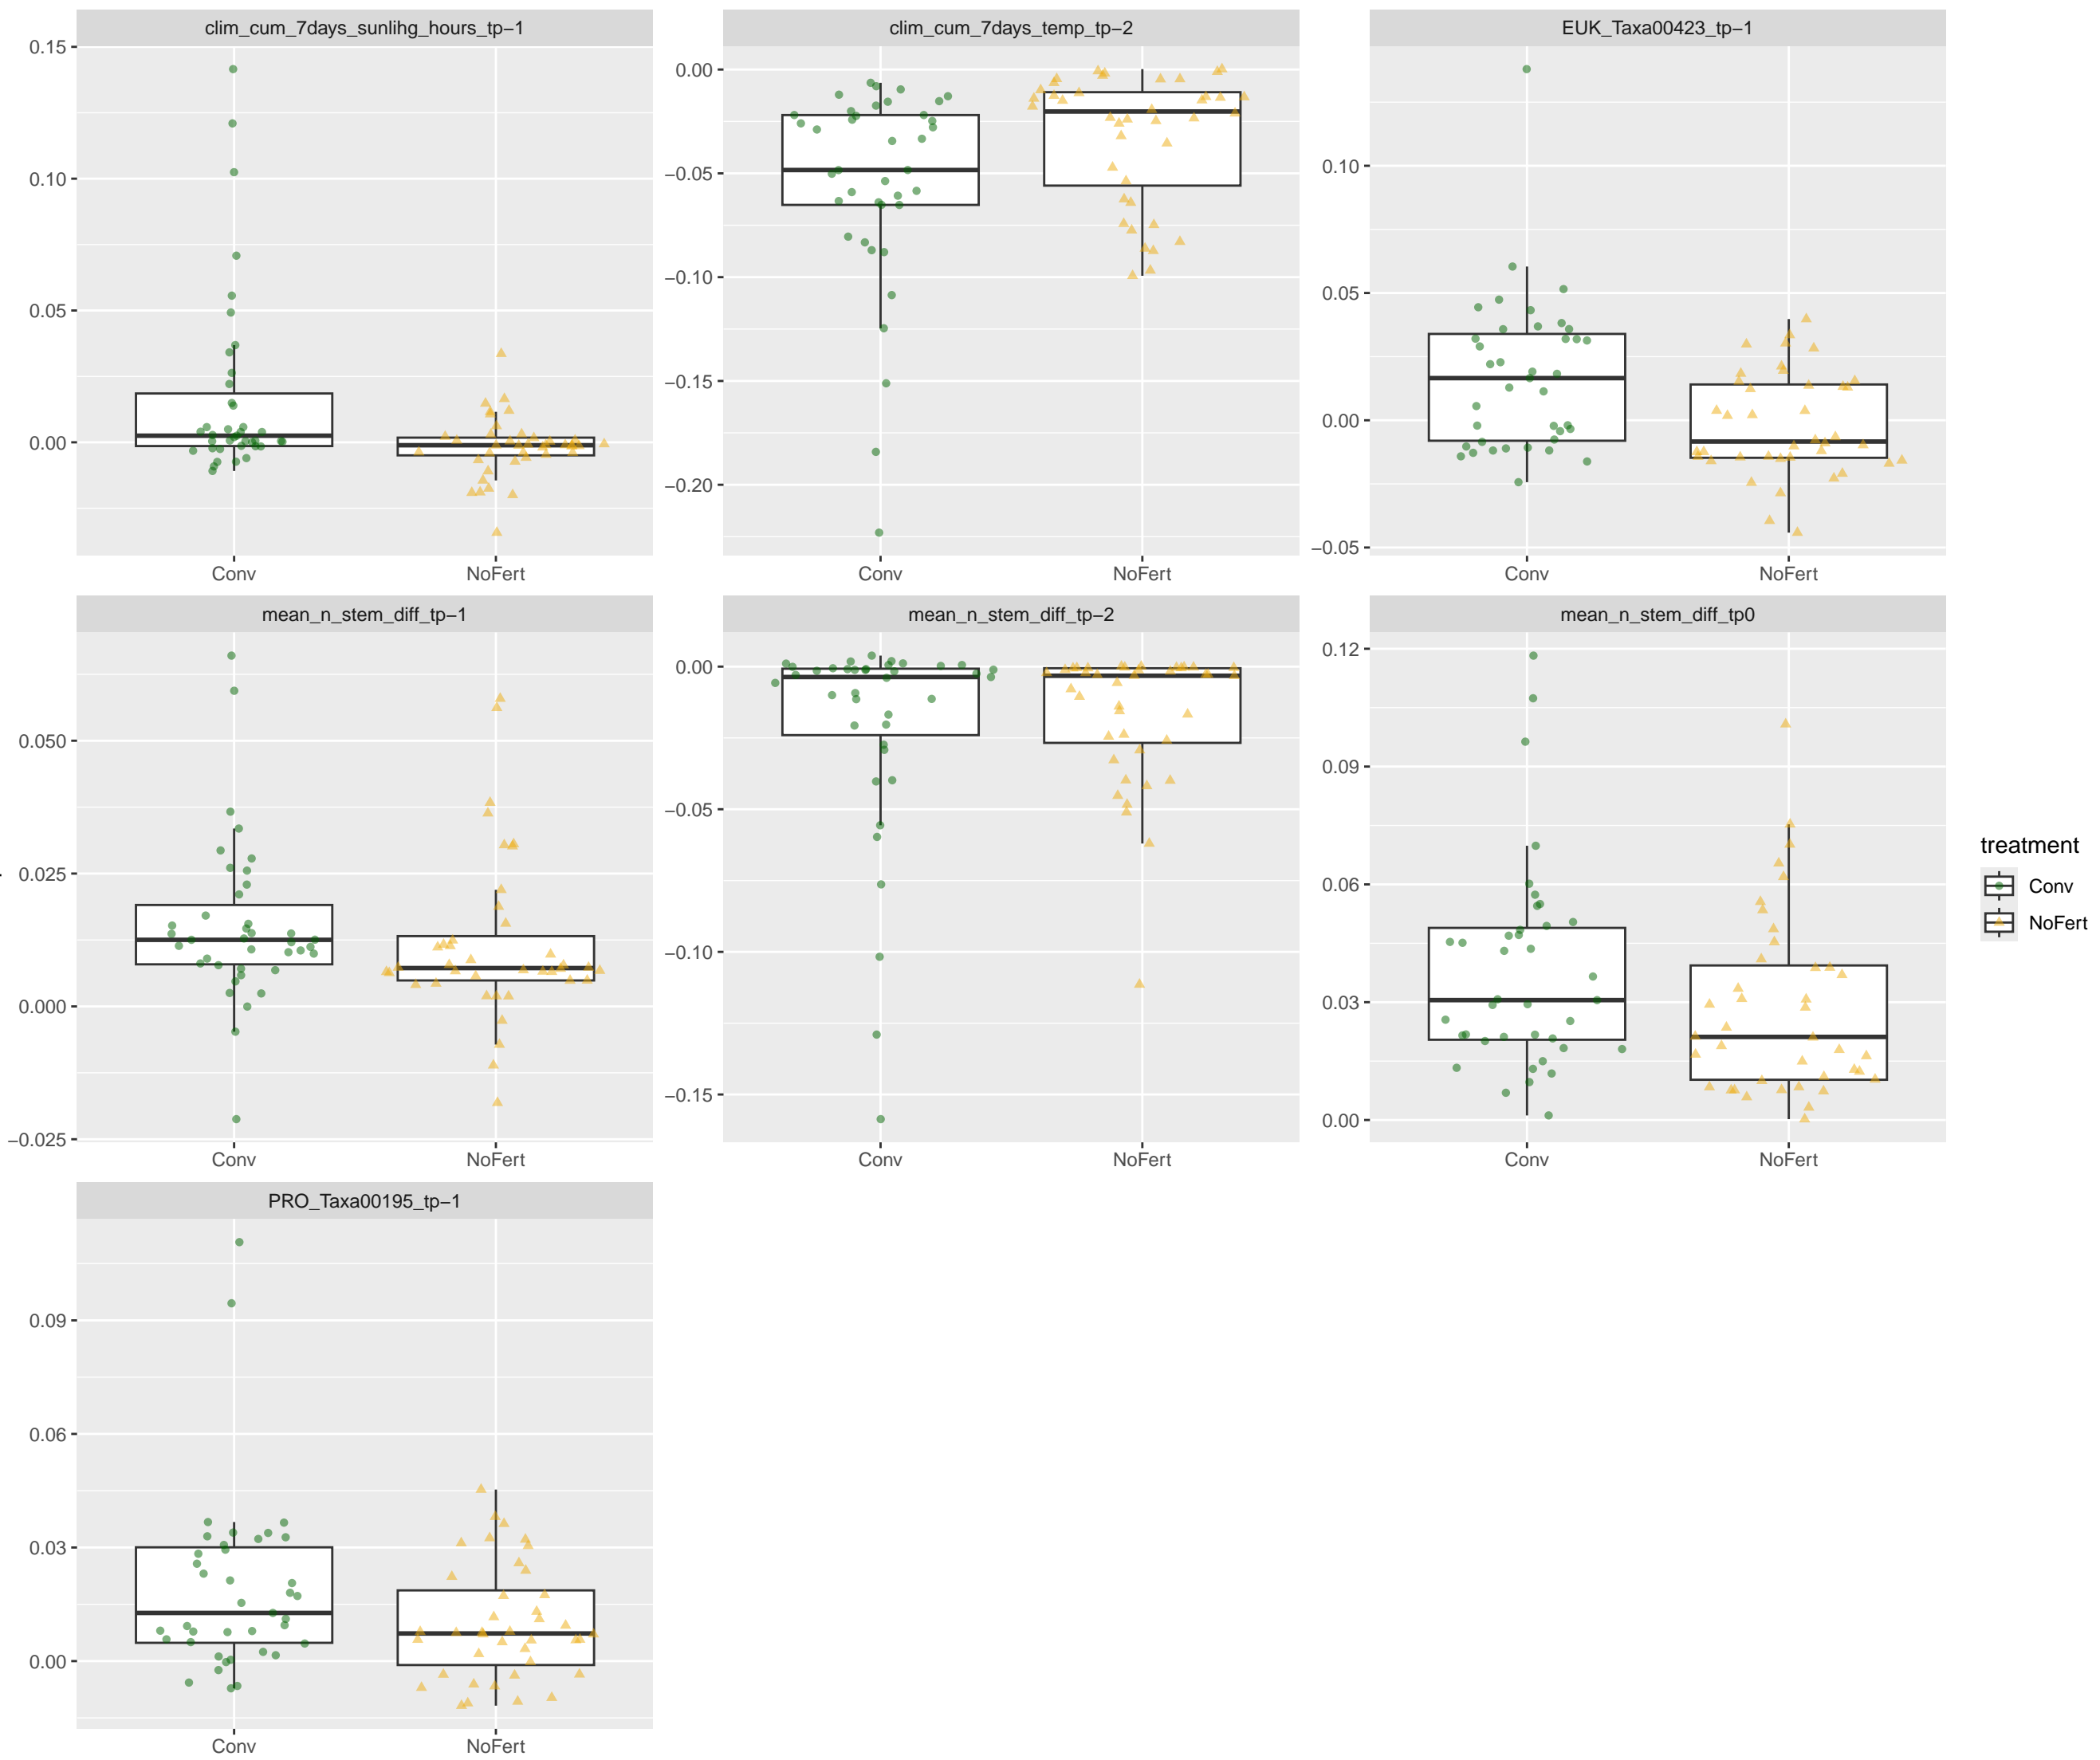 clim_cum_7days_sunlihg_hours_tp−1
clim_cum_7days_temp_tp−2
EUK_Taxa00423_tp−1
0.15
0.10
0.05
0.00
0.00
−0.05
−0.10
−0.15
−0.20
0.10
0.05
0.00
−0.05
Conv NoFert
Conv NoFert
Conv NoFert
mean_n_stem_diff_tp−1
mean_n_stem_diff_tp−2
mean_n_stem_diff_tp0
0.050
0.025
0.000
−0.025
0.00
−0.05
−0.10
−0.15
0.12
0.09
0.06
0.03
0.00
Conv NoFert
Conv NoFert
Conv NoFert
treatment
Conv
NoFert
PRO_Taxa00195_tp−1
0.09
0.06
0.03
0.00
Conv NoFert